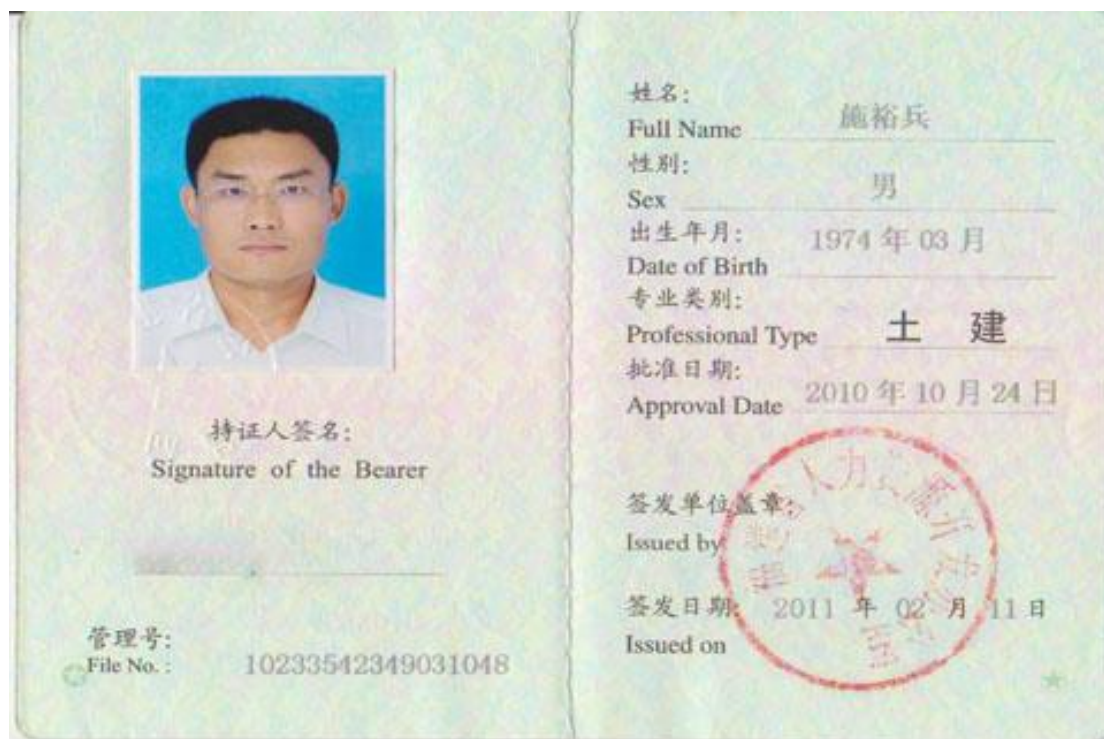 持证人签名:
Signature of the Bearer
管理号:
File No. :
10233542349031048
姓名:
Full Name
施裕兵
性别:
Sex
男
出生年月:
Date of Birth
1974 年 03 月
专业类别:
Professional Type
土 建
批准日期:
Approval Date
2010 年 10 月 24 日
签发单位盖章:
Issued by
签发日期:
Issued on
2011 年 02 月 11 日